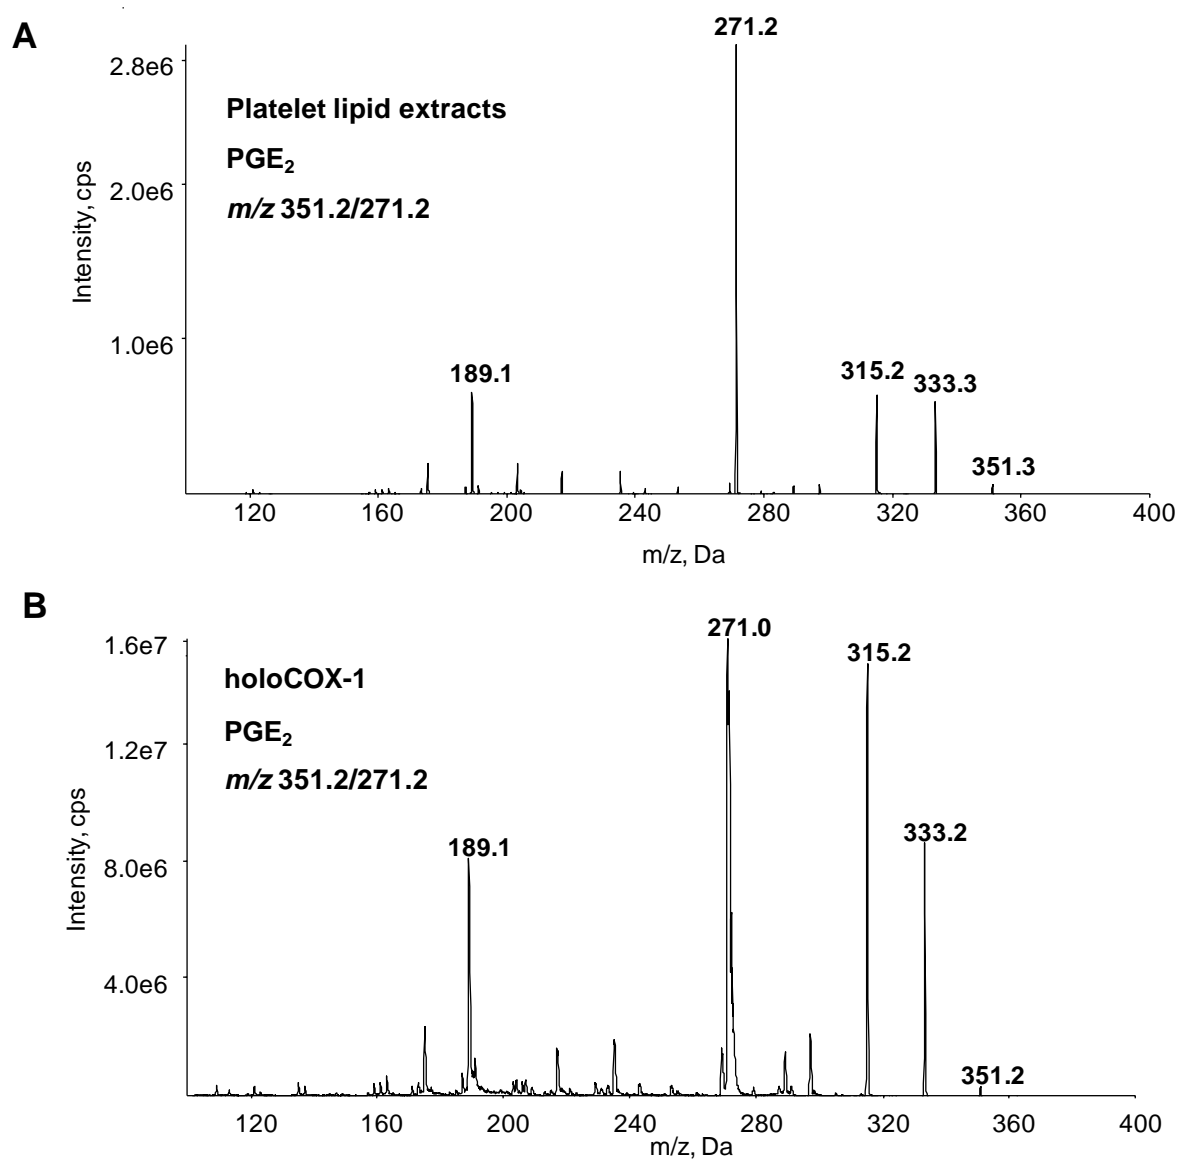 A
271.2
2.8e6
Platelet lipid extracts
PGE₂
2.0e6
m/z 351.2/271.2
Intensity, cps
1.0e6
189.1
315.2
333.3
351.3
120 160 200 240 280 320 360 400
m/z, Da
B
271.0
1.6e7
315.2
holoCOX-1
PGE₂
1.2e7
m/z 351.2/271.2
Intensity, cps
333.2
189.1
8.0e6
4.0e6
351.2
120 160 200 240 280 320 360 400
m/z, Da